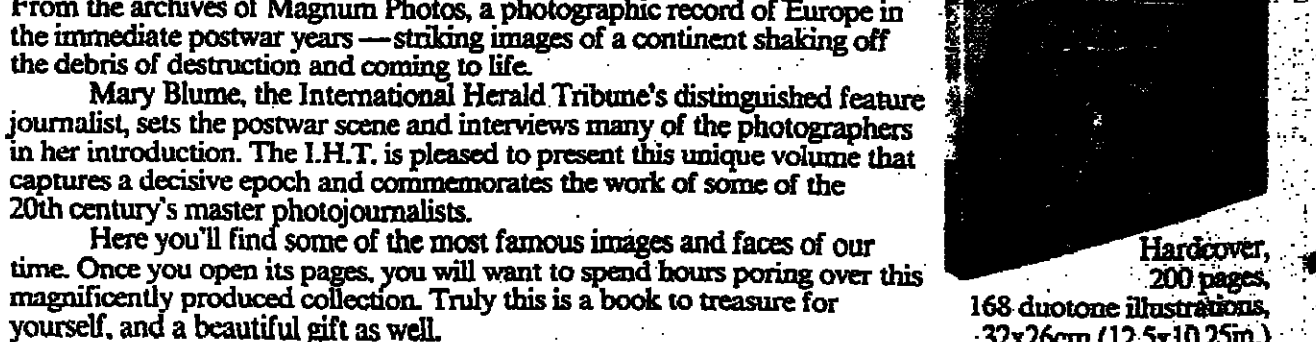 From the archives of Magnum Photos, a photographic record of Europe in
the immediate postwar years — striking images of a continent shaking off
the debris of destruction and coming to life.
Mary Blume, the International Herald Tribune's distinguished feature
journalist, sets the postwar scene and interviews many of the photographers
in her introduction. The I.H.T. is pleased to present this unique volume that
captures a decisive epoch and commemorates the work of some of the
20th century's master photojournalists.
Here you'll find some of the most famous images and faces of our
time. Once you open its pages, you will want to spend hours poring over this
magnificently produced collection. Truly this is a book to treasure for
yourself, and a beautiful gift as well.
Hardcover,
200 pages,
168 duotone illustrations,
32x26cm (12.5x10.25in.)